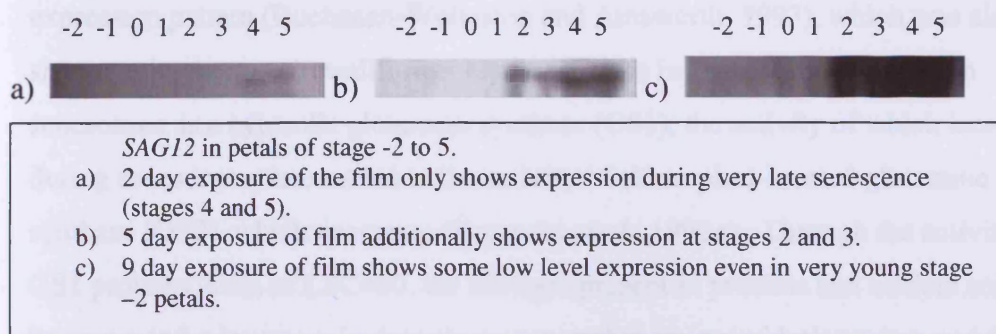 -2 -1 0 1 2 3 4 5 -2 -1 0 1 2 3 4 5 -2 -1 0 1 2 3 4 5
a) b) c)
SAG12 in petals of stage -2 to 5.
a) 2 day exposure of the film only shows expression during very late senescence
(stages 4 and 5).
b) 5 day exposure of film additionally shows expression at stages 2 and 3.
c) 9 day exposure of film shows some low level expression even in very young stage
–2 petals.